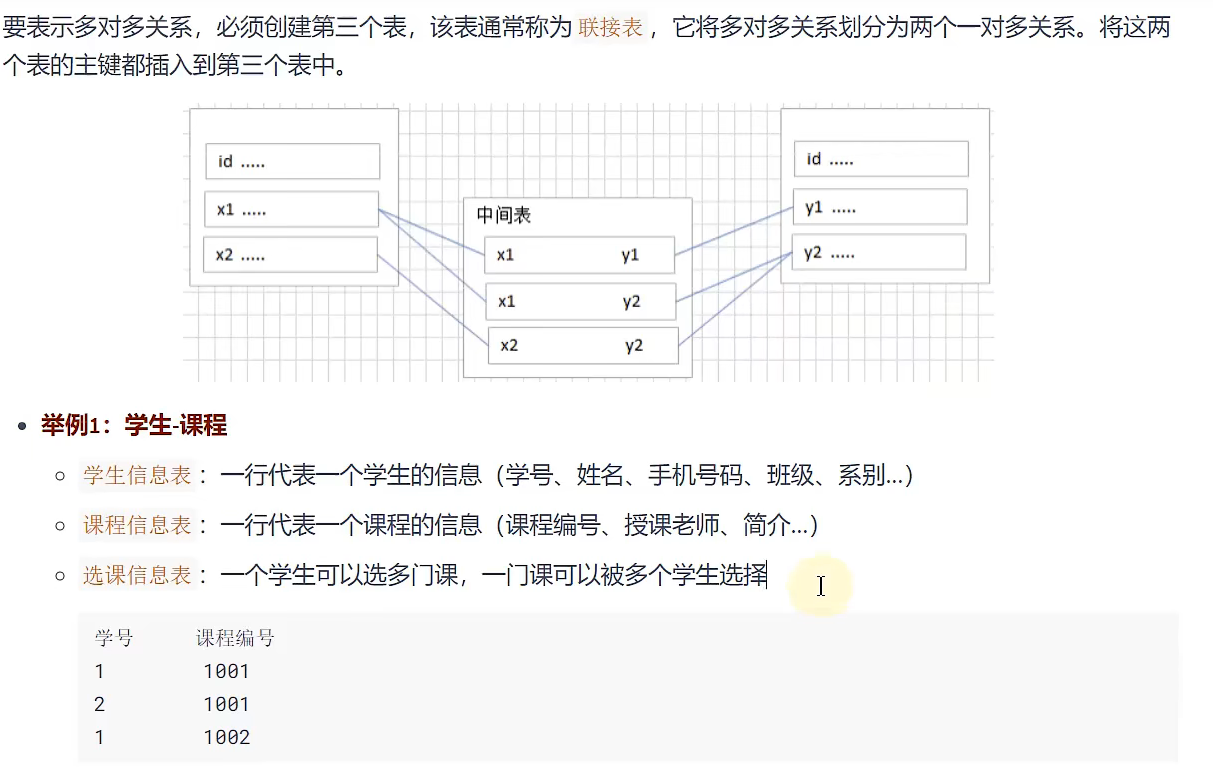 要表示多对多关系，必须创建第三个表，该表通常称为 联接表 ，它将多对多关系划分为两个一对多关系。将这两
个表的主键都插入到第三个表中。
id .....
x1 .....
x2 .....
中间表
x1 y1
x1 y2
x2 y2
id .....
y1 .....
y2 .....
举例1：学生-课程
学生信息表 ：一行代表一个学生的信息（学号、姓名、手机号码、班级、系别...）
课程信息表 ：一行代表一个课程的信息（课程编号、授课老师、简介...）
选课信息表 ：一个学生可以选多门课，一门课可以被多个学生选择
学号 课程编号
1 1001
2 1001
1 1002